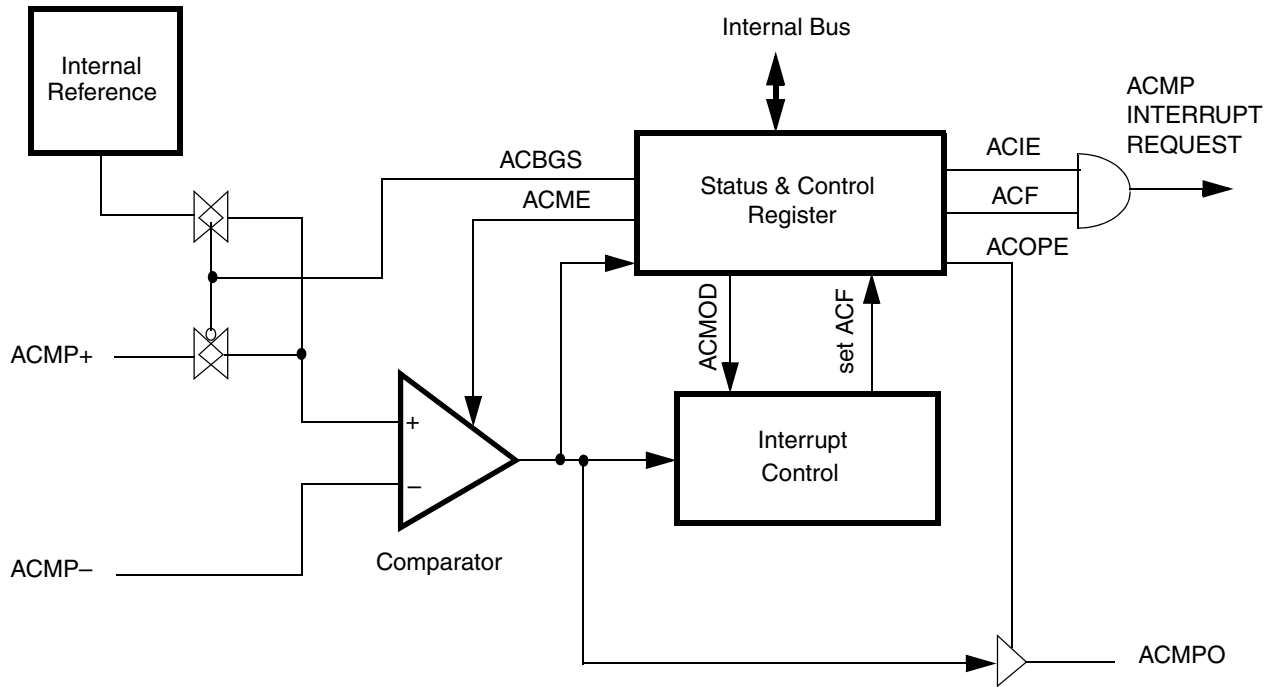 Internal Bus
Internal
Reference
ACMP
INTERRUPT
REQUEST
ACBGS
ACME
Status & Control
Register
ACIE
ACF
ACOPE
ACMOD
set ACF
ACMP+
+
–
Interrupt
Control
Comparator
ACMP–
ACMPO